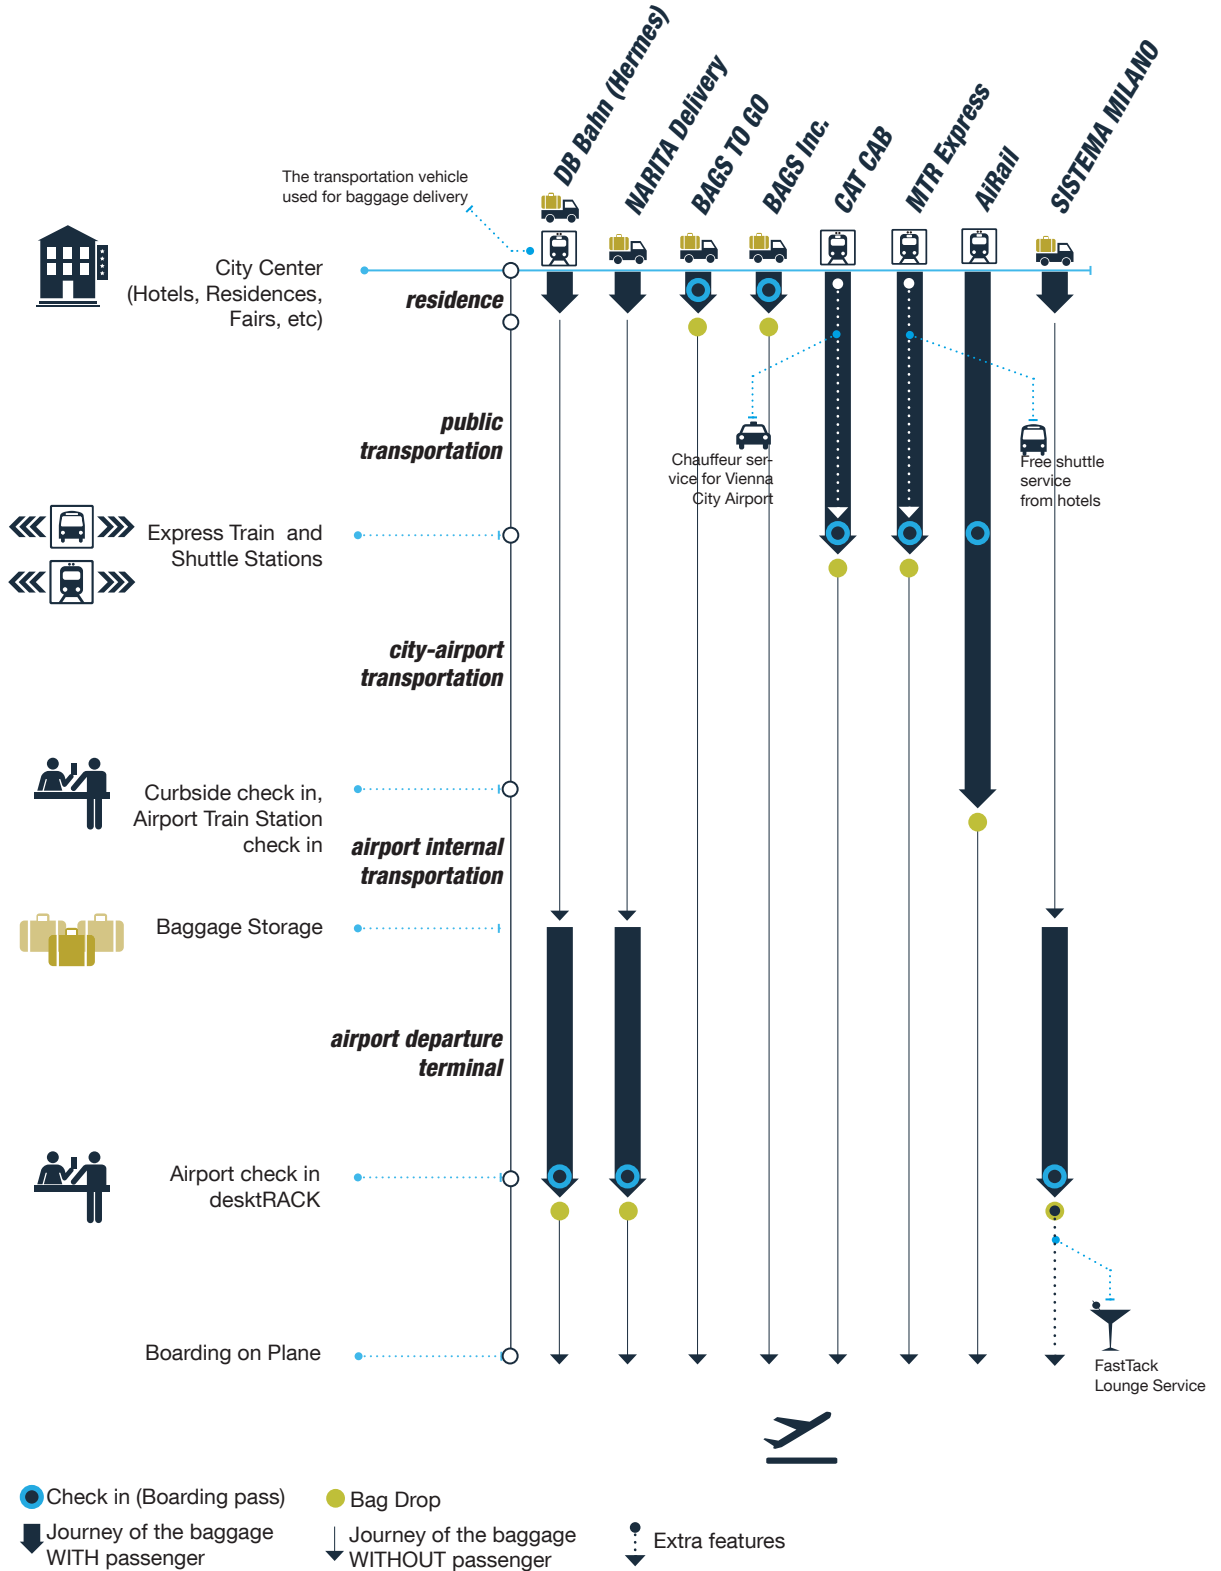 DB Bahn (Hermes)
NARITA Delivery
BAGS TO GO
BAGS Inc.
CAT CAB
MTR Express
AiRail
SISTEMA MILANO
The transportation vehicle
used for baggage delivery
City Center
(Hotels, Residences,
Fairs, etc)
residence
public
transportation
Chauffeur ser-
vice for Vienna
City Airport
Free shuttle
service
from hotels
Express Train and
Shuttle Stations
city-airport
transportation
Curbside check in,
Airport Train Station
check in
airport internal
transportation
Baggage Storage
airport departure
terminal
Airport check in
desktRACK
Boarding on Plane
FastTack
Lounge Service
Check in (Boarding pass)
Bag Drop
Journey of the baggage
WITH passenger
Journey of the baggage
WITHOUT passenger
Extra features